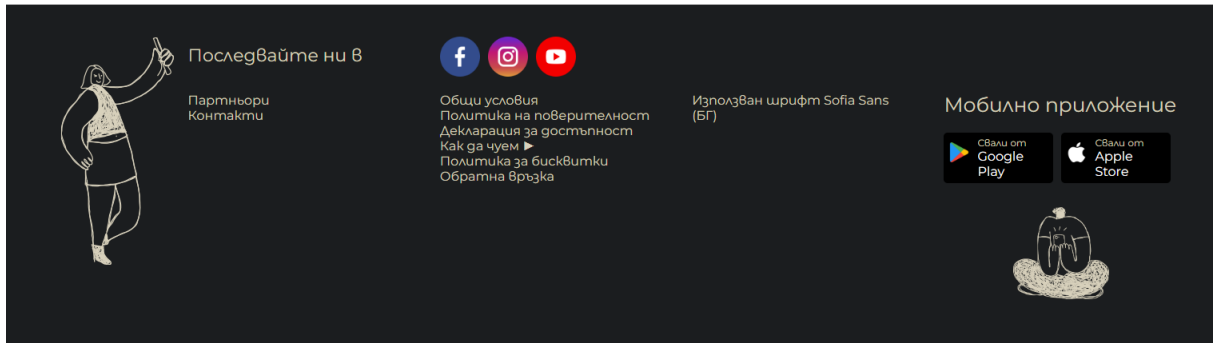 Последвайте ни в
Партньори
Контакти
Общи условия
Политика на поверителност
Декларация за достъпност
Как да чуем ▶
Политика за бисквитки
Обратна връзка
Използван шрифт Sofia Sans
(БГ)
Мобилно приложение
Свали от
Google
Play
Свали от
Apple
Store